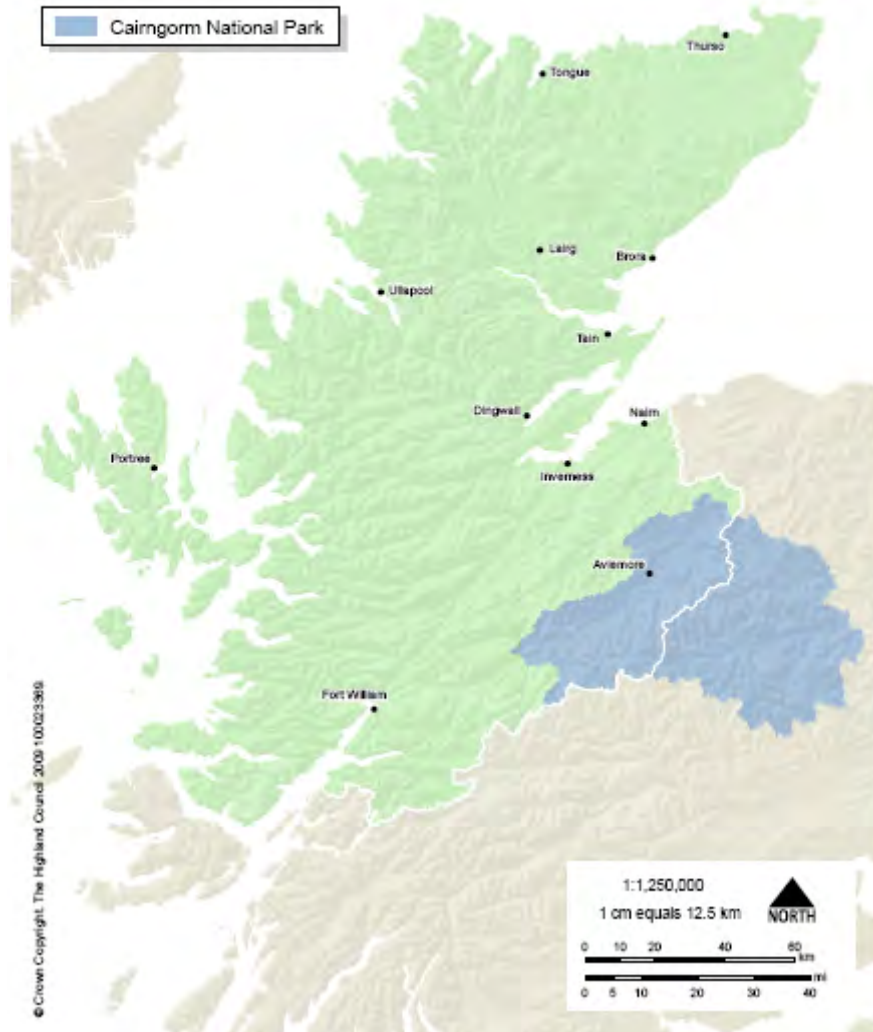 Cairngorm National Park
Thurso
Tongue
Lairg
Brora
Ullapool
Tain
Dingwall
Nairn
Portree
Inverness
Aviemore
Fort William
© Crown Copyright. The Highland Council 2009 100023369
1:1,250,000
1 cm equals 12.5 km
NORTH
0 10 20 40 60
km
mi
0 5 10 20 30 40